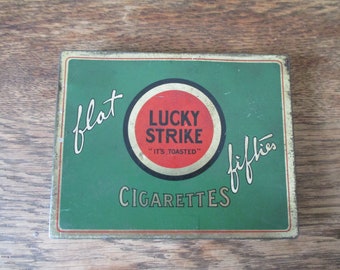 flat
LUCKY
STRIKE
"IT'S TOASTED"
fifties
CIGARETTES